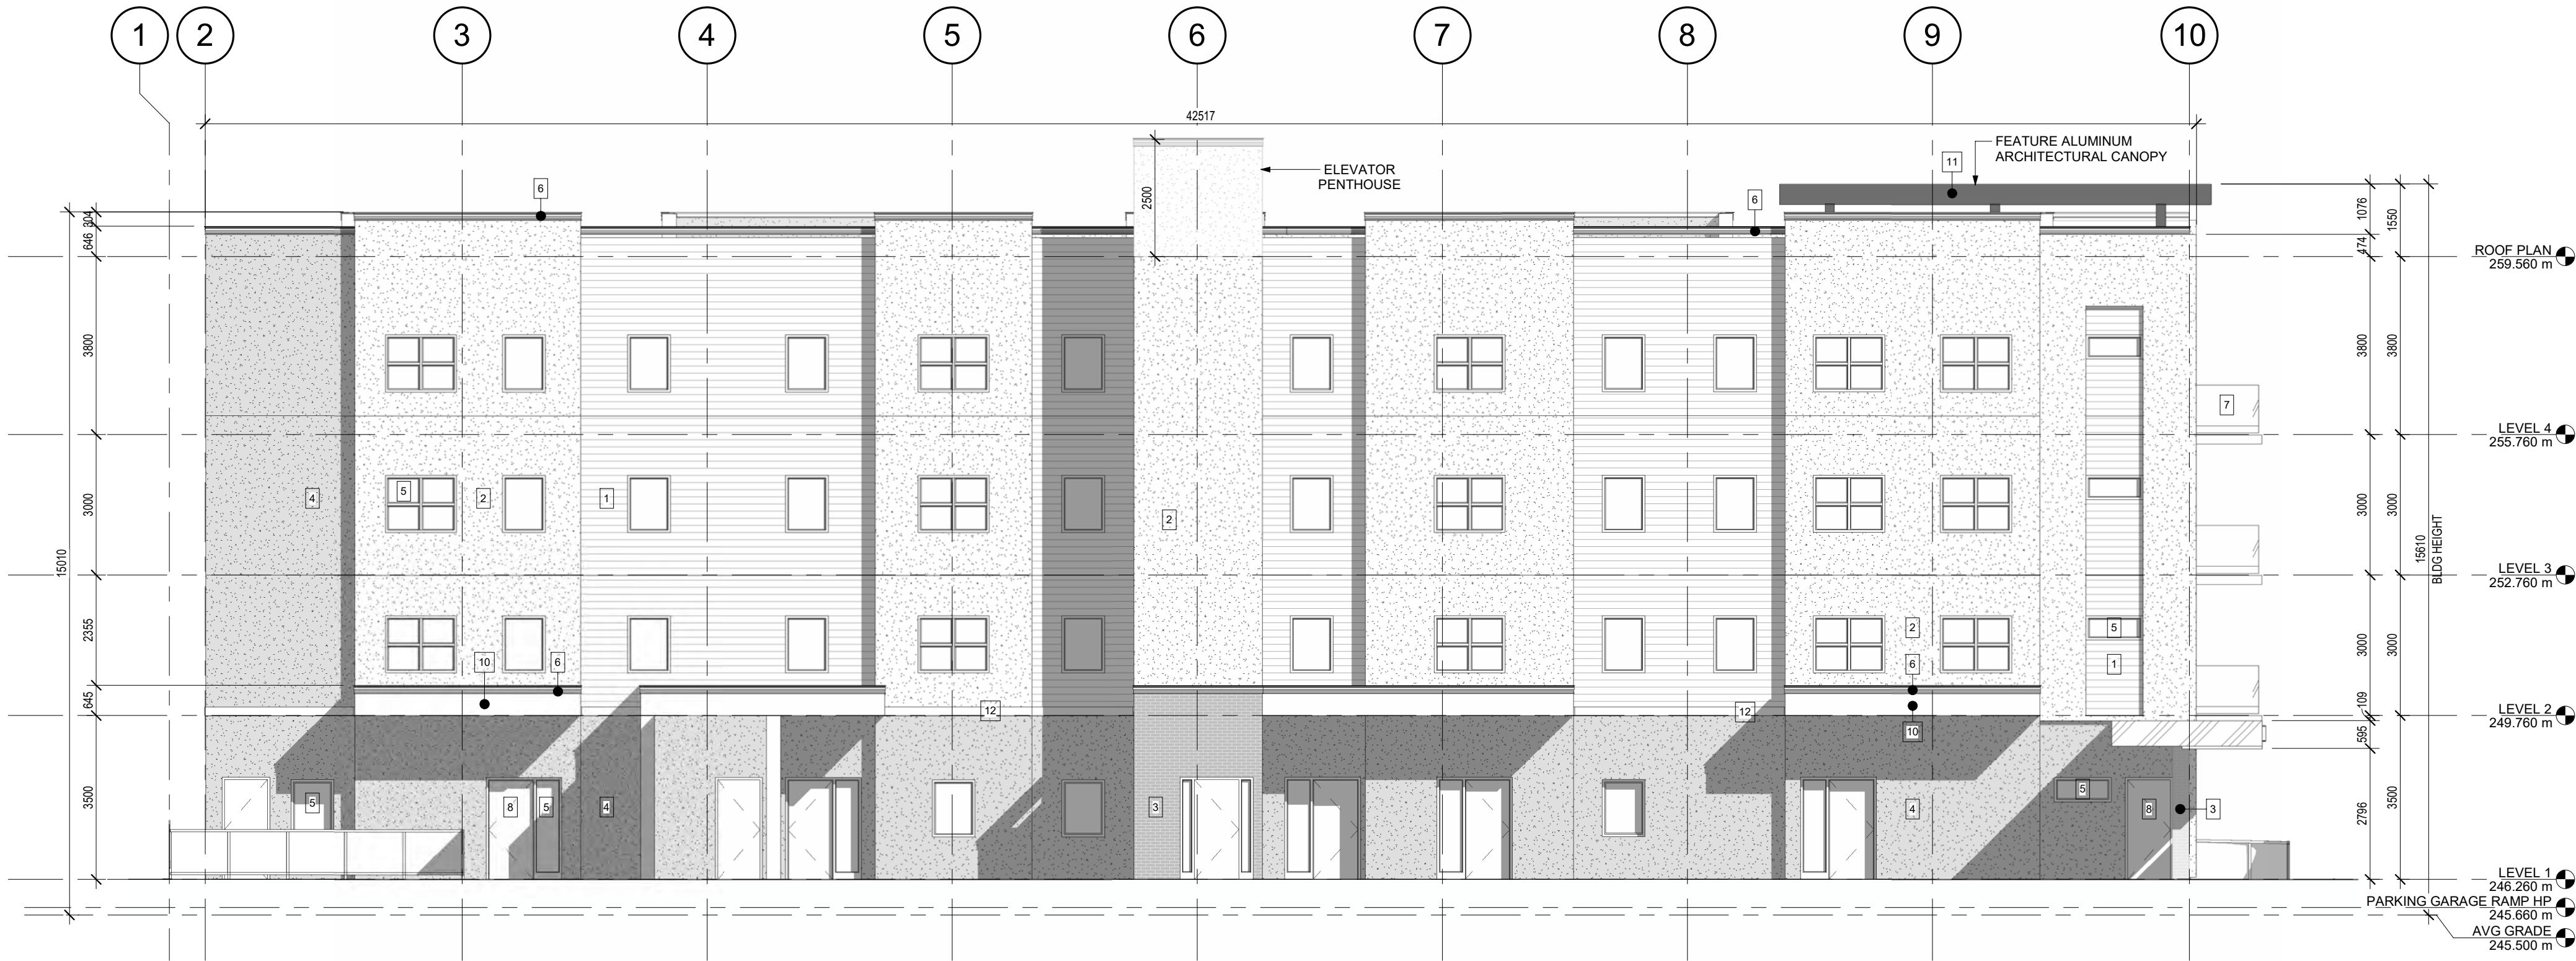 1 2 3 4 5 6 7 8 9 10
42517
FEATURE ALUMINUM
ARCHITECTURAL CANOPY
11
ELEVATOR
PENTHOUSE
2500
6
6
304
646
3800
3000
2355
645
3500
15010
1076
474
3800
3000
3000
109
595
2796
1550
3800
3000
3000
3500
15610
BLDG HEIGHT
ROOF PLAN
259.560 m
7
LEVEL 4
255.760 m
4
5
2
1
2
LEVEL 3
252.760 m
2
5
10
6
6
1
12
12
10
LEVEL 2
249.760 m
5
8
5
4
3
4
5
8
3
LEVEL 1
246.260 m
PARKING GARAGE RAMP HP
245.660 m
AVG GRADE
245.500 m